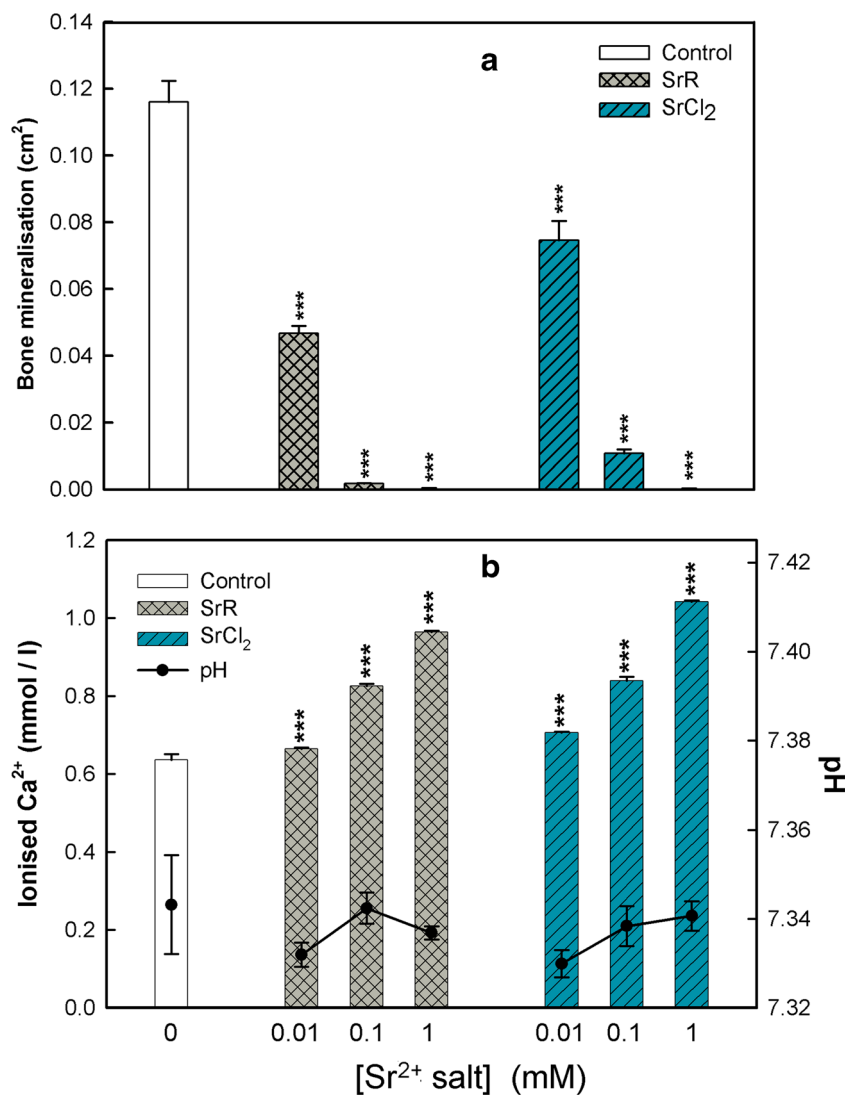 0.14
0.12
0.10
0.08
0.06
0.04
0.02
0.00
Bone mineralisation (cm²)
a
Control
SrR
SrCl₂
***
***
***
***
***
***
1.2
1.0
0.8
0.6
0.4
0.2
0.0
Ionised Ca²⁺ (mmol / l)
b
Control
SrR
SrCl₂
pH
***
***
***
***
***
***
7.42
7.40
7.38
7.36
7.34
7.32
pH
0 0.01 0.1 1 0.01 0.1 1
[Sr²⁺ salt] (mM)